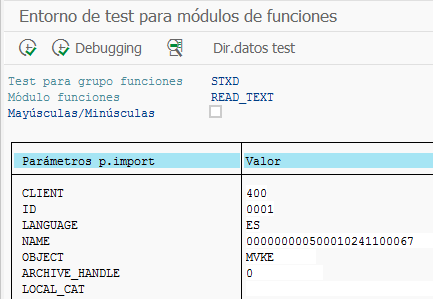 Entorno de test para módulos de funciones
Debugging Dir.datos test
Test para grupo funciones STXD
Módulo funciones READ_TEXT
Mayúsculas/Minúsculas
Parámetros p.import Valor
CLIENT 400
ID 0001
LANGUAGE ES
NAME 000000000500010241100067
OBJECT MVKE
ARCHIVE_HANDLE 0
LOCAL_CAT